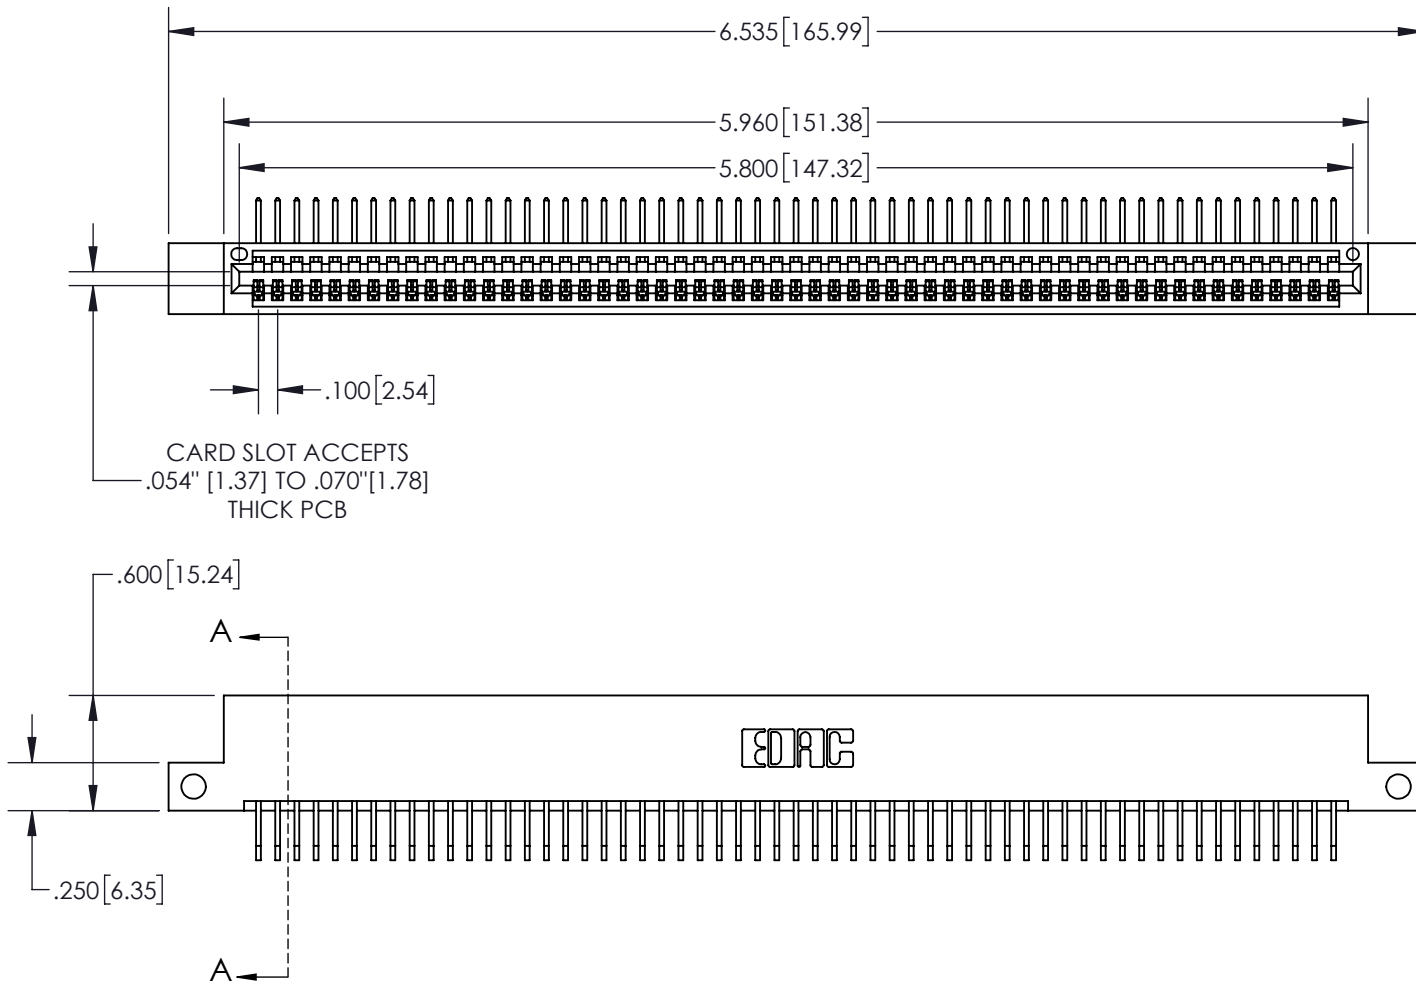 6.535[165.99]
5.960[151.38]
5.800[147.32]
.100[2.54]
CARD SLOT ACCEPTS
.054" [1.37] TO .070"[1.78]
THICK PCB
.600[15.24]
A
EDAC
.250[6.35]
A